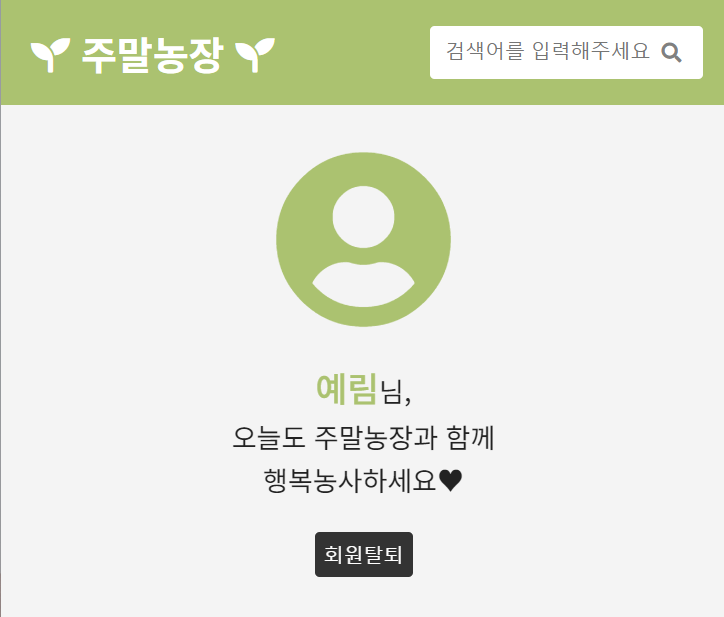 주말농장
검색어를 입력해주세요
예림님,
오늘도 주말농장과 함께
행복농사하세요♥
회원탈퇴